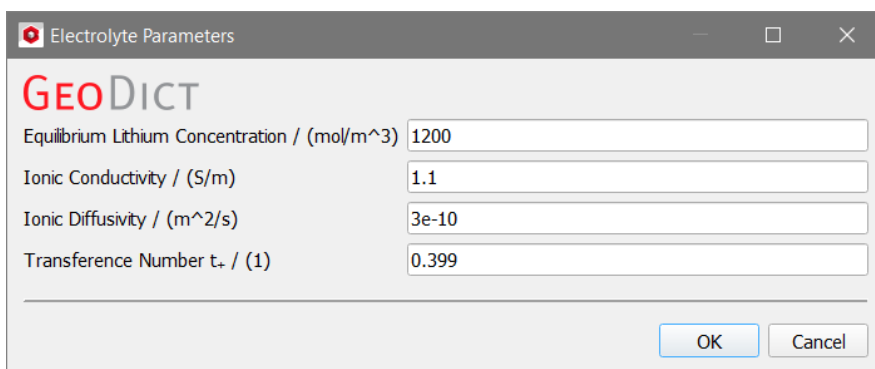 Electrolyte Parameters
GEODICT
Equilibrium Lithium Concentration / (mol/m^3) 1200
Ionic Conductivity / (S/m) 1.1
Ionic Diffusivity / (m^2/s) 3e-10
Transference Number t₊ / (1) 0.399
OK Cancel